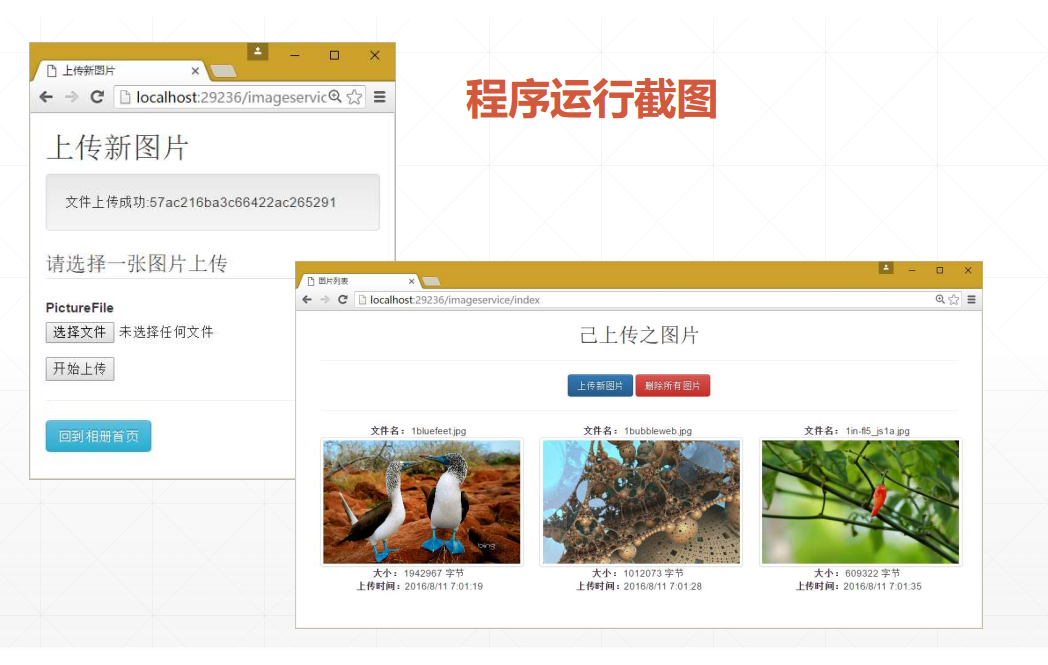 程序运行截图
上传新图片
localhost:29236/imageservic
上传新图片
文件上传成功:57ac216ba3c66422ac265291
请选择一张图片上传
PictureFile
选择文件 未选择任何文件
开始上传
回到相册首页
图片列表
localhost:29236/imageservice/index
己上传之图片
上传新图片 删除所有图片
文件名：1bluefeet.jpg
bing
大小：1942967 字节
上传时间：2016/8/11 7:01:19
文件名：1bubbleweb.jpg
大小：1012073 字节
上传时间：2016/8/11 7:01:28
文件名：1in-fl5_js1a.jpg
大小：609322 字节
上传时间：2016/8/11 7:01:35